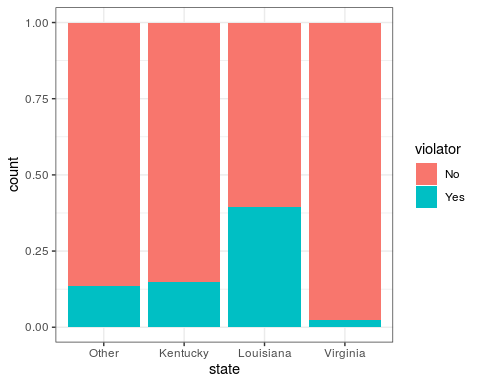 1.00
0.75
0.50
0.25
0.00
count
Other Kentucky Louisiana Virginia
state
violator
No
Yes